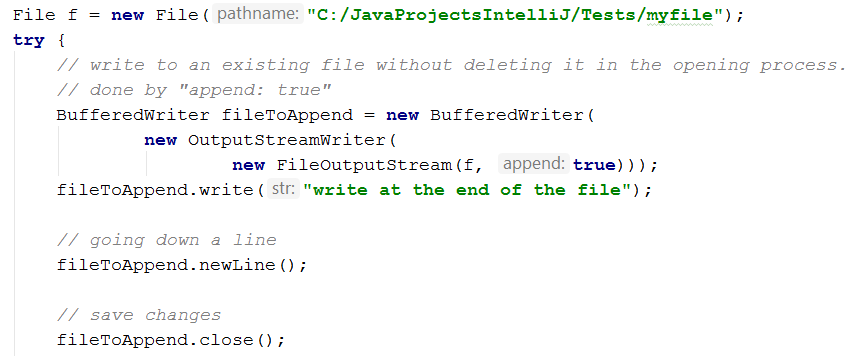 File f = new File( pathname: "C:/JavaProjectsIntelliJ/Tests/myfile");
try {
    // write to an existing file without deleting it in the opening process.
    // done by "append: true"
    BufferedWriter fileToAppend = new BufferedWriter(
            new OutputStreamWriter(
                    new FileOutputStream(f, append: true)));
    fileToAppend.write( str: "write at the end of the file");
    // going down a line
    fileToAppend.newLine();
    // save changes
    fileToAppend.close();